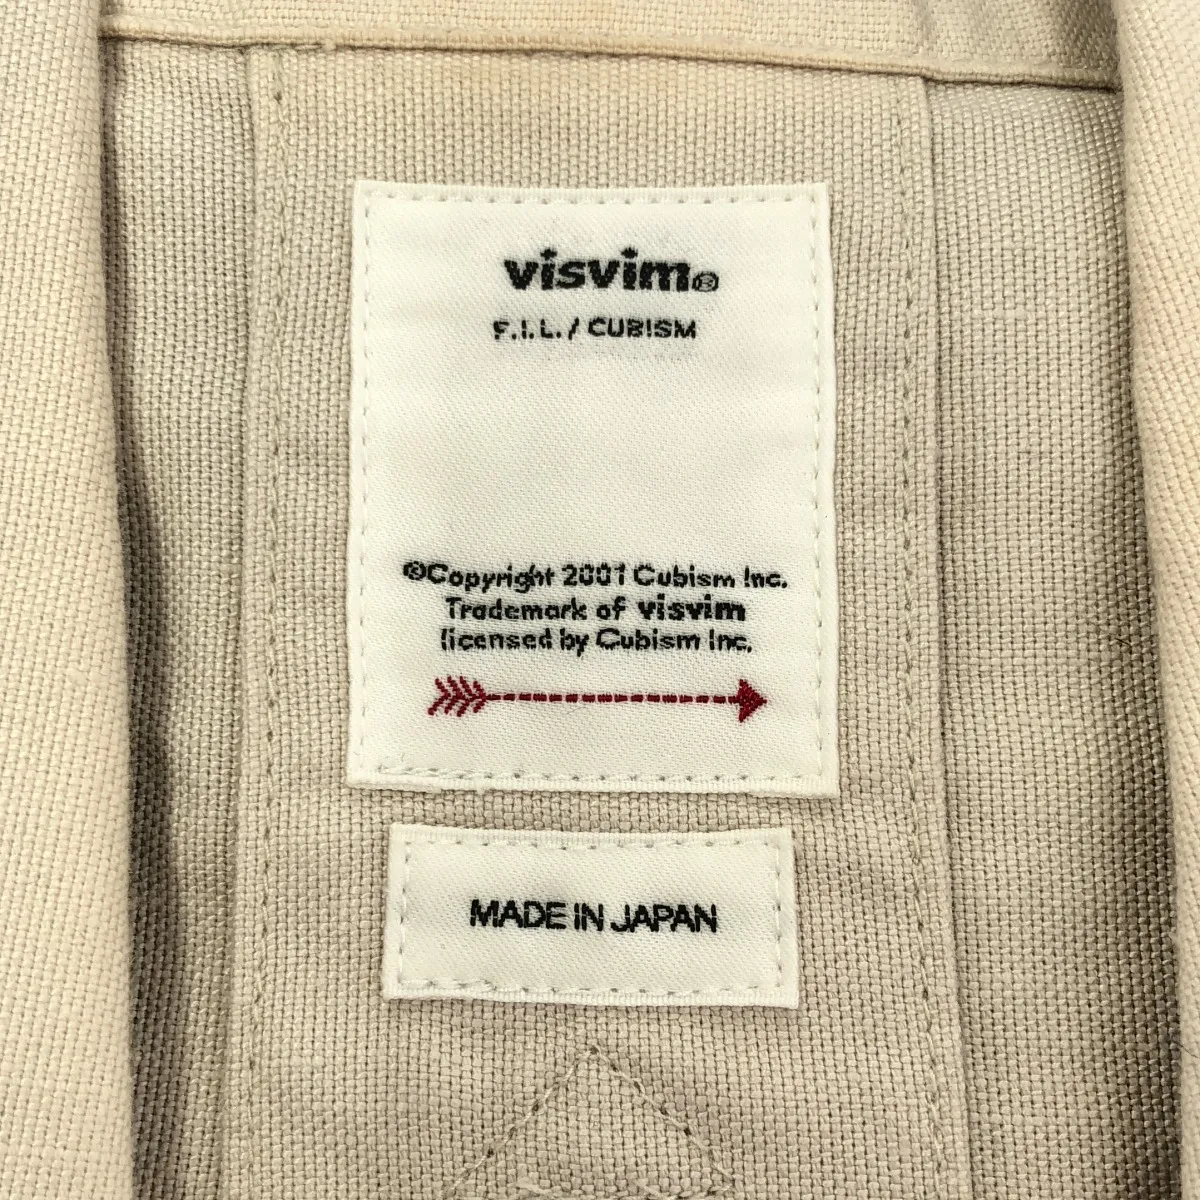 visvim®
F.I.L. / CUBISM
©Copyright 2001 Cubism Inc.
Trademark of visvim
licensed by Cubism Inc.
MADE IN JAPAN